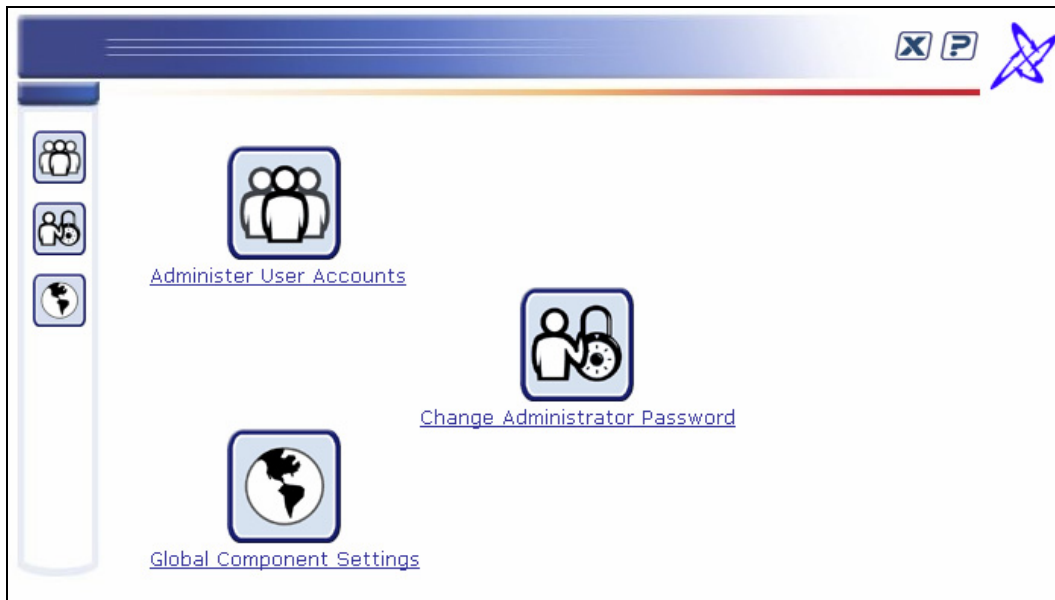 Administer User Accounts
Change Administrator Password
Global Component Settings